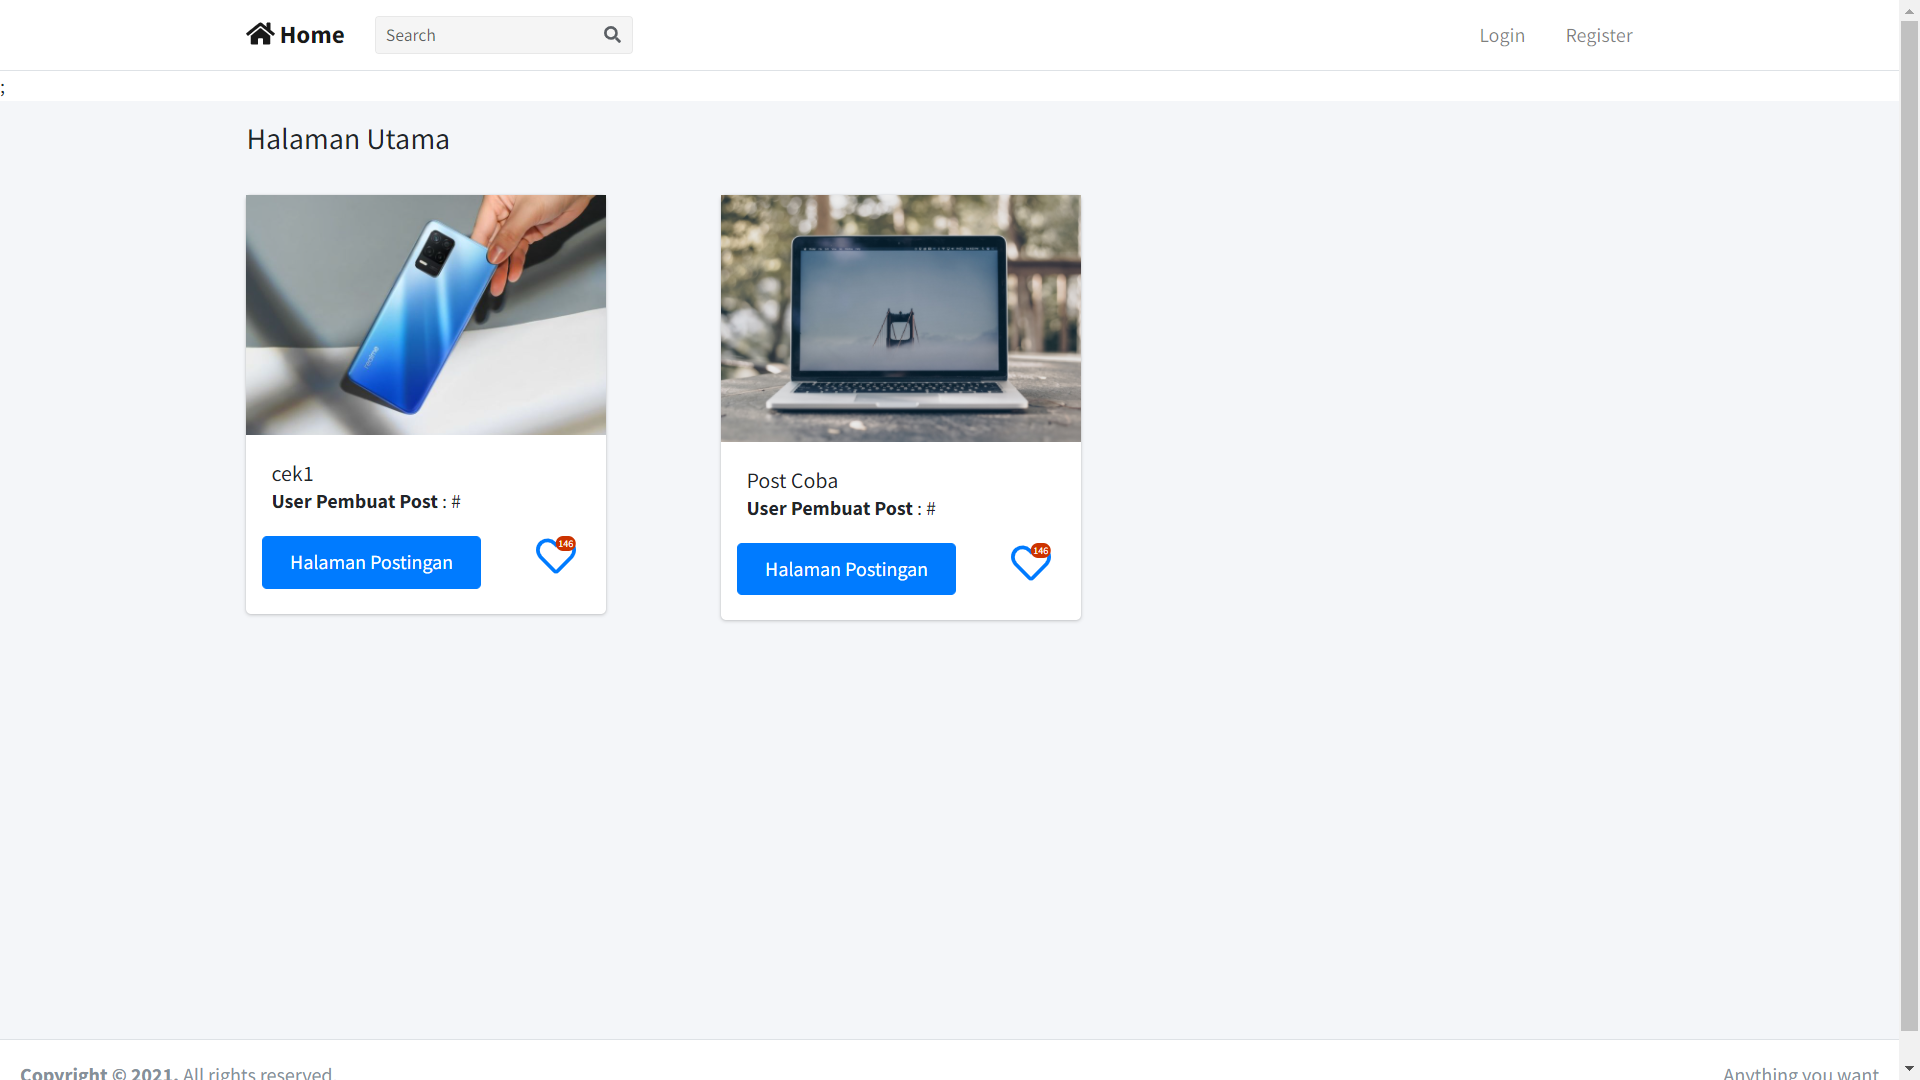 Home
Search
Login
Register
;
Halaman Utama
realme
cek1
User Pembuat Post : #
Halaman Postingan
146
Post Coba
User Pembuat Post : #
Halaman Postingan
146
Copyright © 2021. All rights reserved.
Anything you want